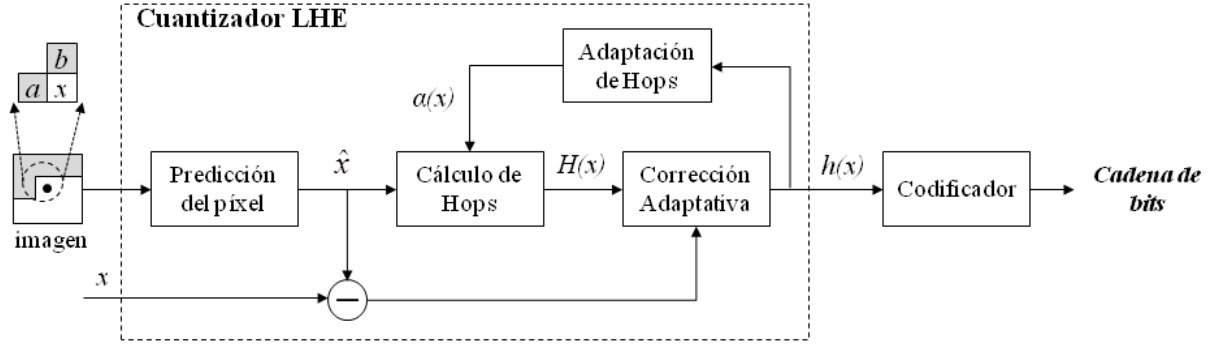 Cuantizador LHE
b
a x
imagen
x
Predicción
del píxel
x̂
Adaptación
de Hops
α(x)
Cálculo de
Hops
H(x)
Corrección
Adaptativa
h(x)
Codificador
Cadena de
bits